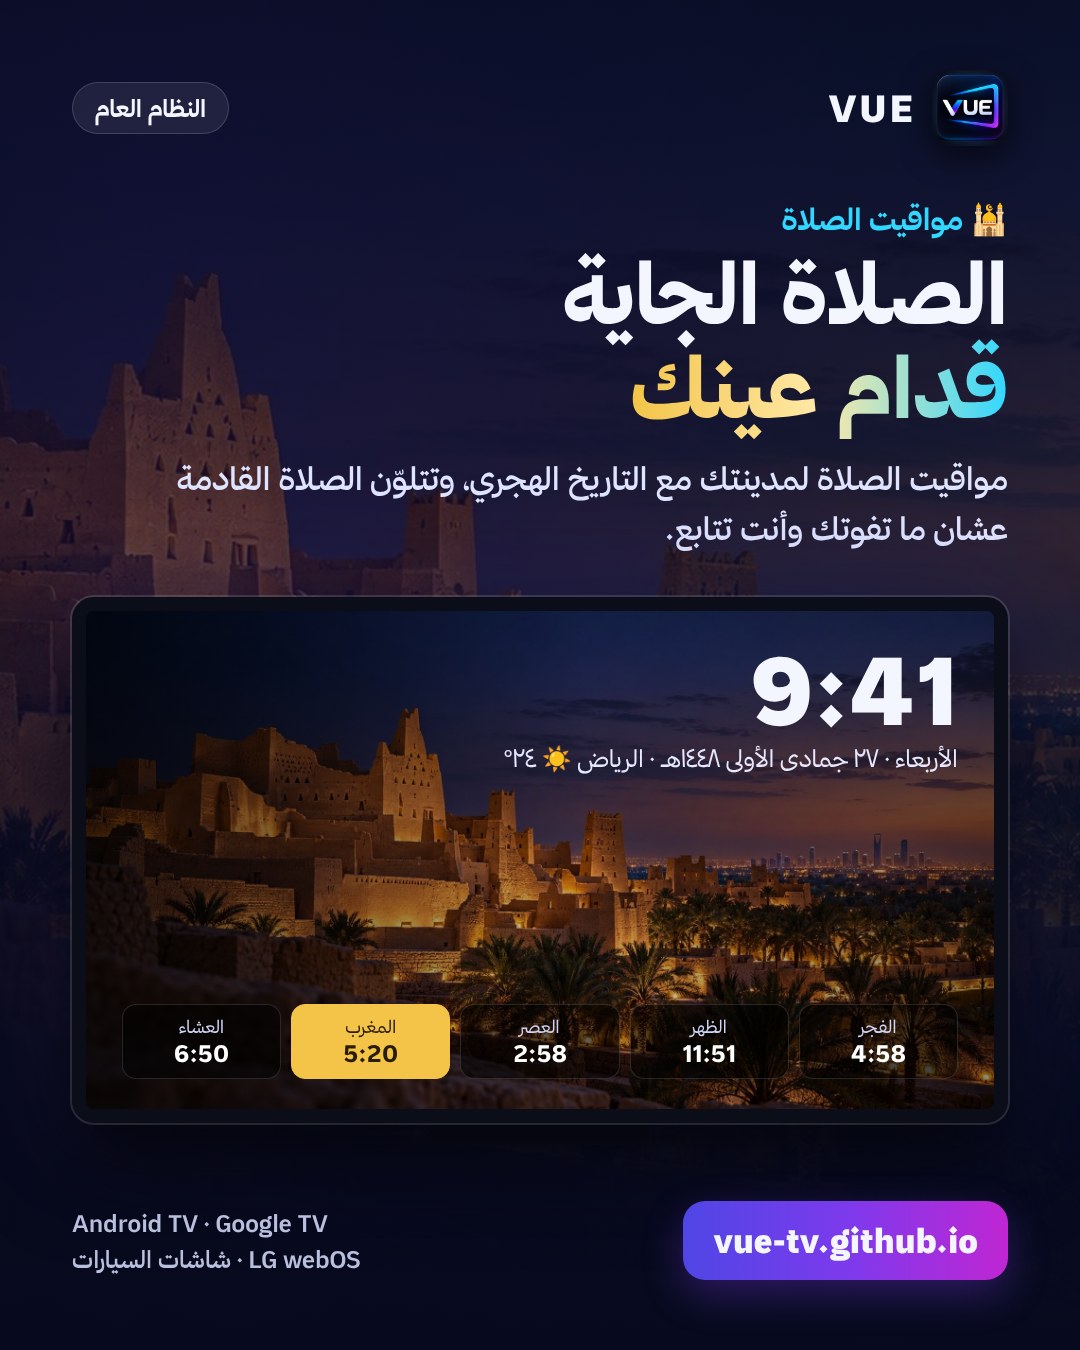 VUE
VUE
النظام العام
🕌 مواقيت الصلاة
الصلاة الجاية
قدام عينك
مواقيت الصلاة لمدينتك مع التاريخ الهجري، وتتلوّن الصلاة القادمة
عشان ما تفوتك وأنت تتابع.
9:41
الأربعاء · ٢٧ جمادى الأولى ١٤٤٨هـ · الرياض ☀️ ٢٤°
الفجر
4:58
الظهر
11:51
العصر
2:58
المغرب
5:20
العشاء
6:50
vue-tv.github.io
Android TV · Google TV
LG webOS · شاشات السيارات